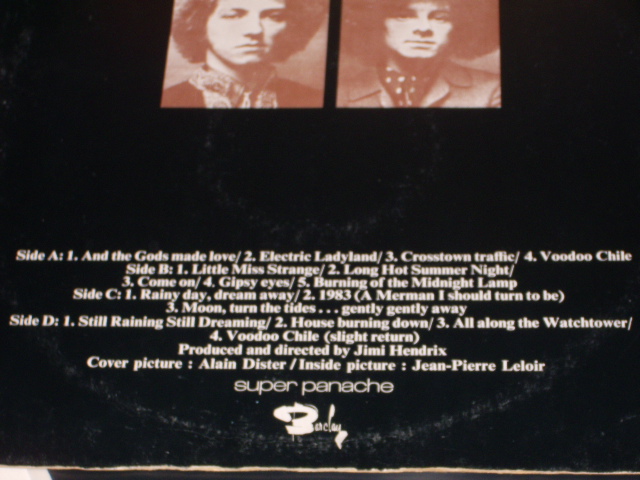 Side A: 1. And the Gods made love/ 2. Electric Ladyland/ 3. Crosstown traffic/ 4. Voodoo Chile
Side B: 1. Little Miss Strange/ 2. Long Hot Summer Night/
3. Come on/ 4. Gipsy eyes/ 5. Burning of the Midnight Lamp
Side C: 1. Rainy day, dream away/ 2. 1983 (A Merman I should turn to be)
3. Moon, turn the tides . . . gently gently away
Side D: 1. Still Raining Still Dreaming/ 2. House burning down/ 3. All along the Watchtower/
4. Voodoo Chile (slight return)
Produced and directed by Jimi Hendrix
Cover picture : Alain Dister / Inside picture : Jean-Pierre Leloir
super panache
Barclay